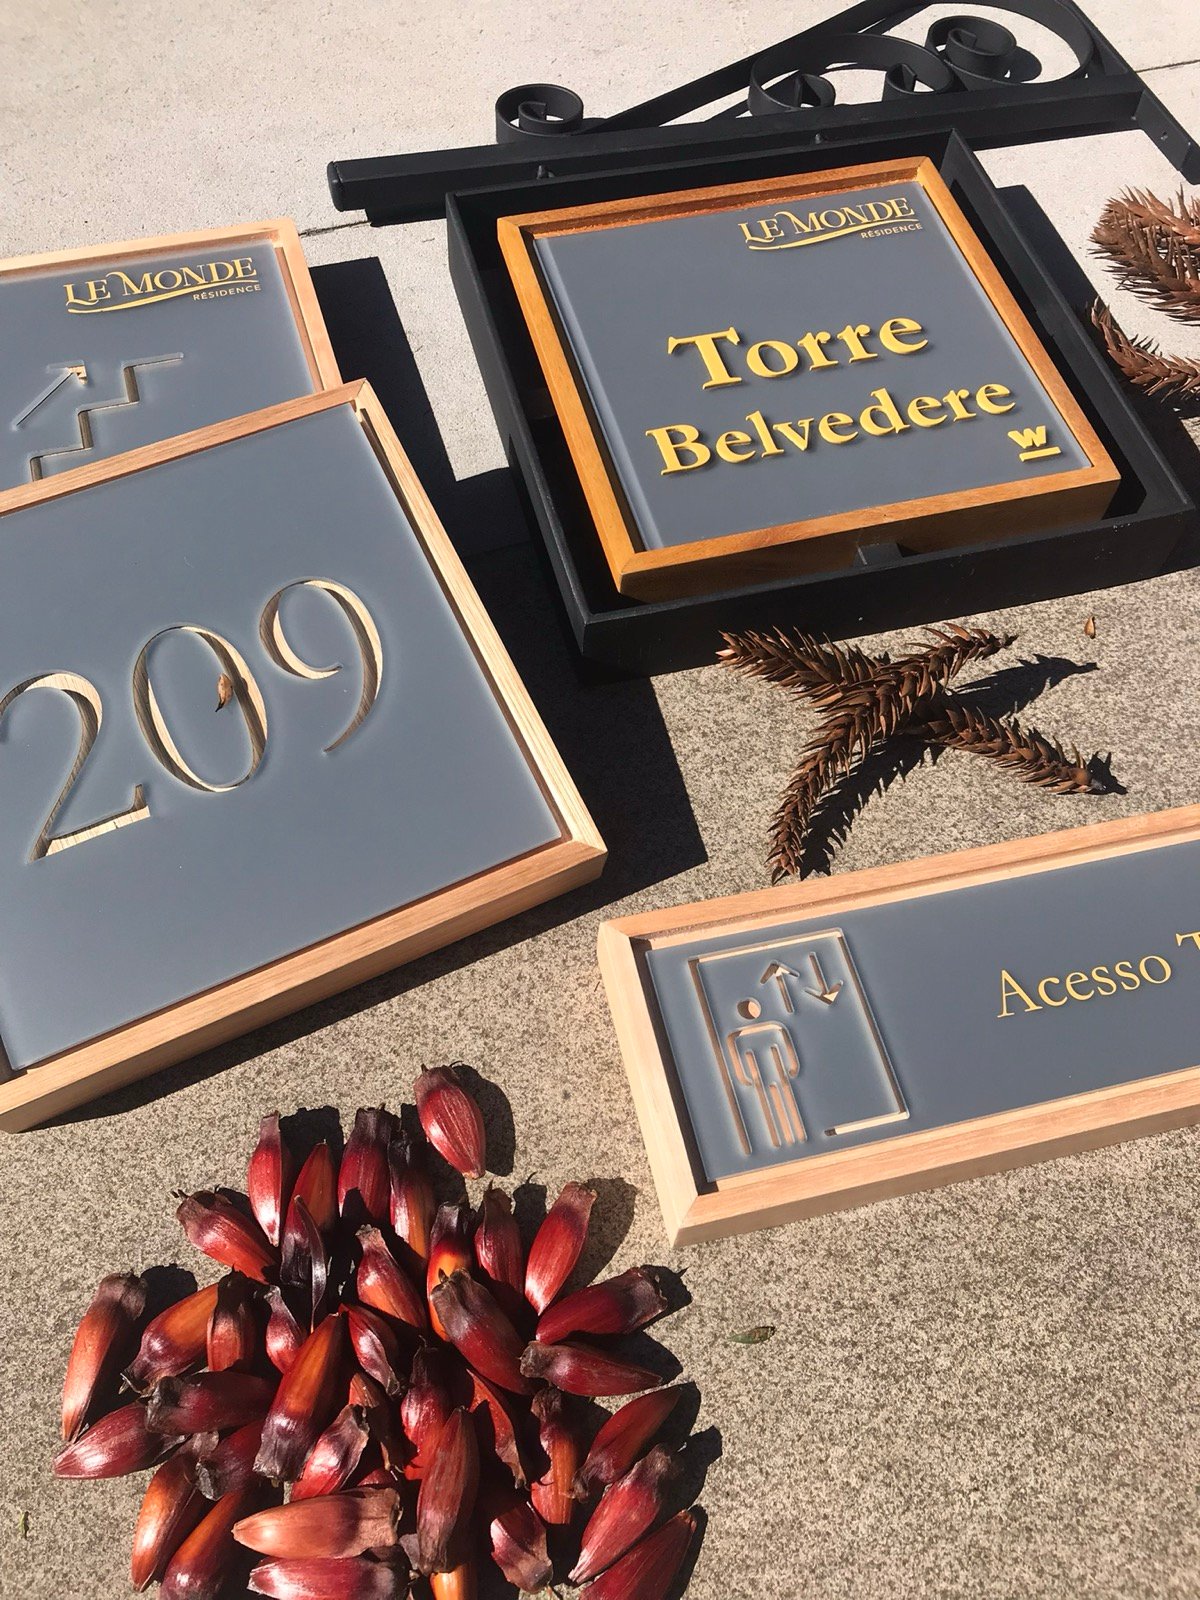 LE MONDE
RÉSIDENCE
Torre
Belvedere
W
LE MONDE
RÉSIDENCE
209
Acesso